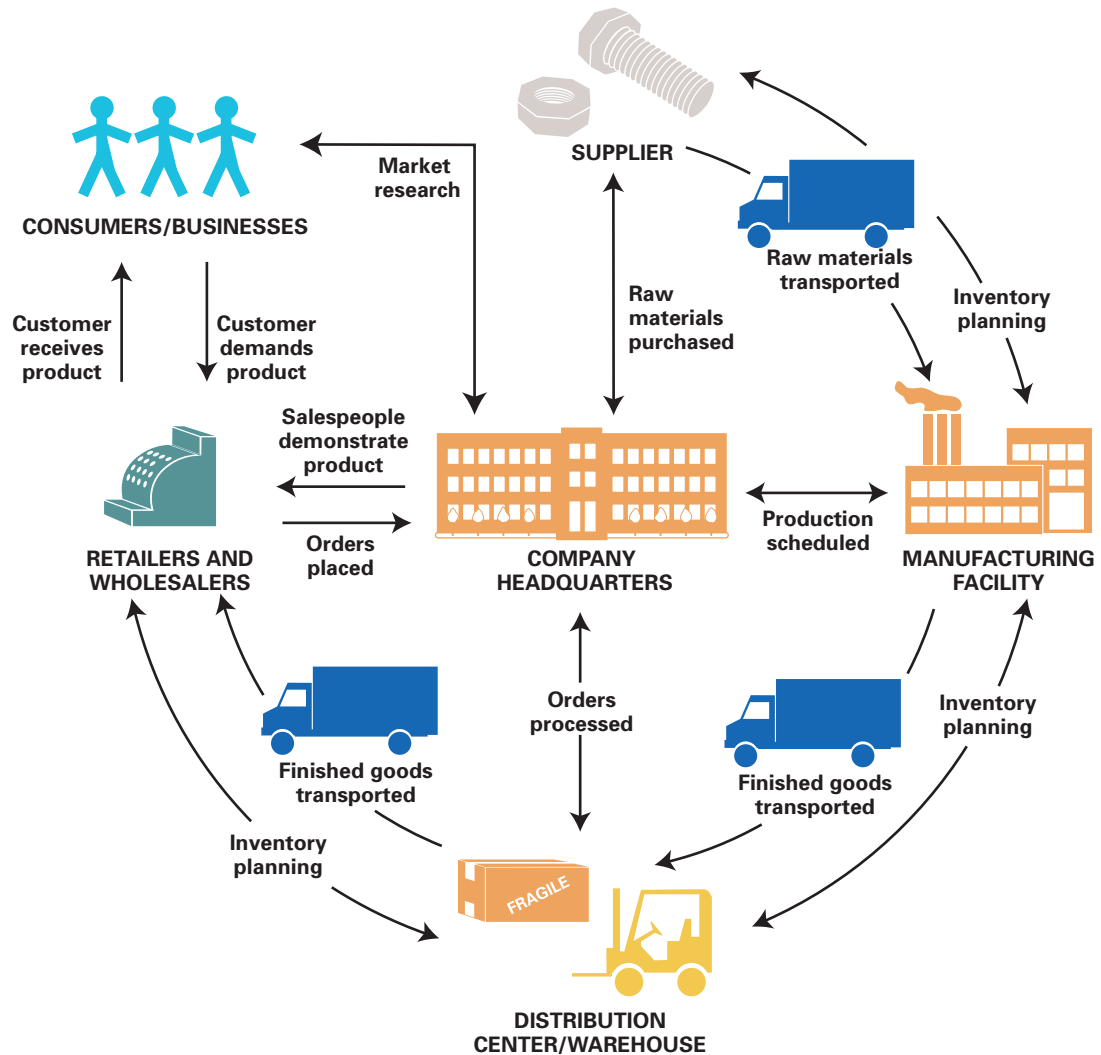 SUPPLIER
Market
research
CONSUMERS/BUSINESSES
Raw materials
transported
Raw
materials
purchased
Inventory
planning
Customer
receives
product
Customer
demands
product
Salespeople
demonstrate
product
Orders
placed
Production
scheduled
RETAILERS AND
WHOLESALERS
COMPANY
HEADQUARTERS
MANUFACTURING
FACILITY
Orders
processed
Inventory
planning
Finished goods
transported
Finished goods
transported
Inventory
planning
FRAGILE
DISTRIBUTION
CENTER/WAREHOUSE